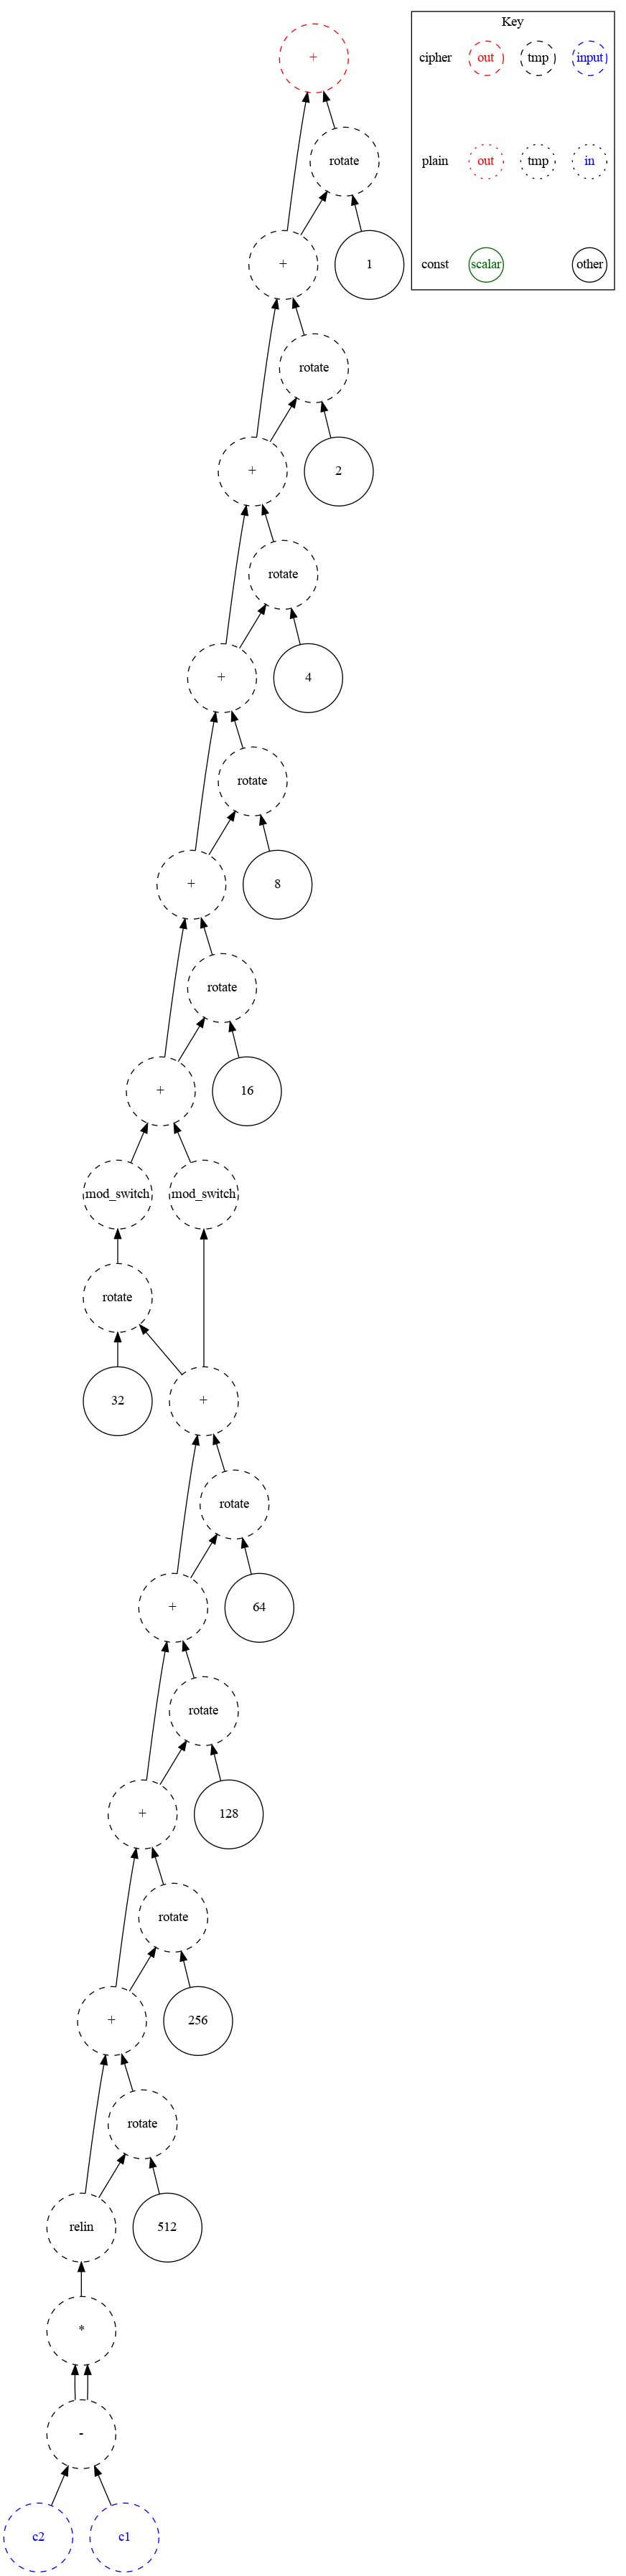 Key
+
cipher
out
tmp
input
rotate
plain
out
tmp
in
+
1
const
scalar
other
rotate
+
2
rotate
+
4
rotate
+
8
rotate
+
16
mod_switch
mod_switch
rotate
32
+
rotate
+
64
rotate
+
128
rotate
+
256
rotate
relin
512
*
-
c2
c1